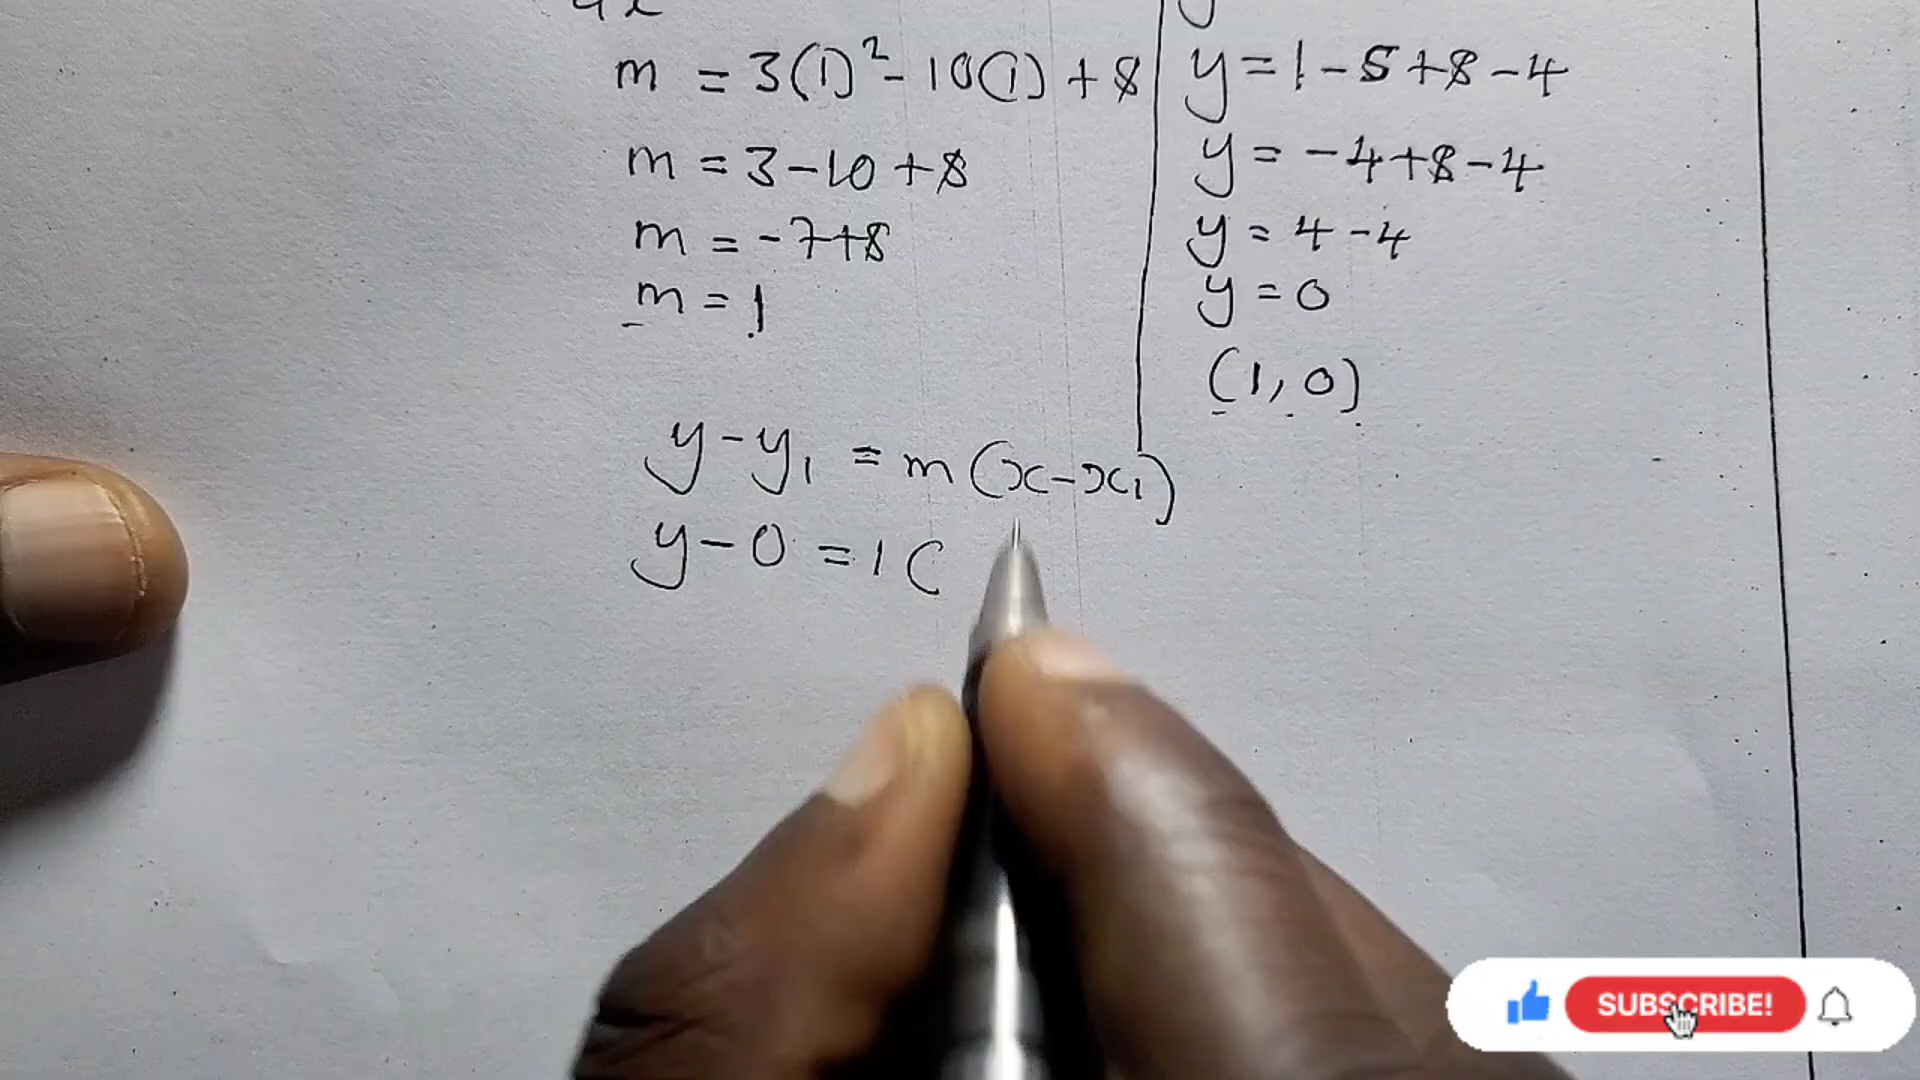 m = 3(1)² - 10(1) + 8
m = 3 - 10 + 8
m = -7+8
m = 1
y = 1 - 5 + 8 - 4
y = -4+8-4
y = 4 - 4
y = 0
(1, 0)
y - y₁ = m(x - x₁)
y - 0 = 1(
SUBSCRIBE!